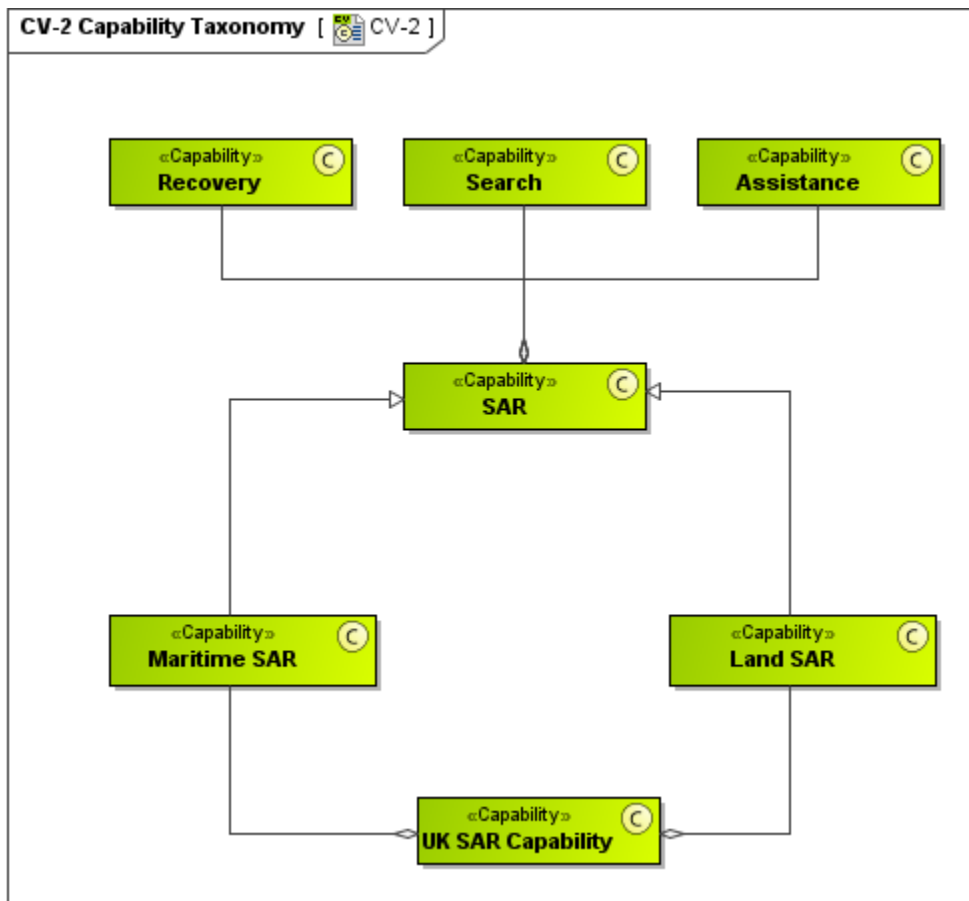 CV-2 Capability Taxonomy [ CV C CV-2 ]
«Capability» C
Recovery
«Capability» C
Search
«Capability» C
Assistance
«Capability» C
SAR
«Capability» C
Maritime SAR
«Capability» C
Land SAR
«Capability» C
UK SAR Capability